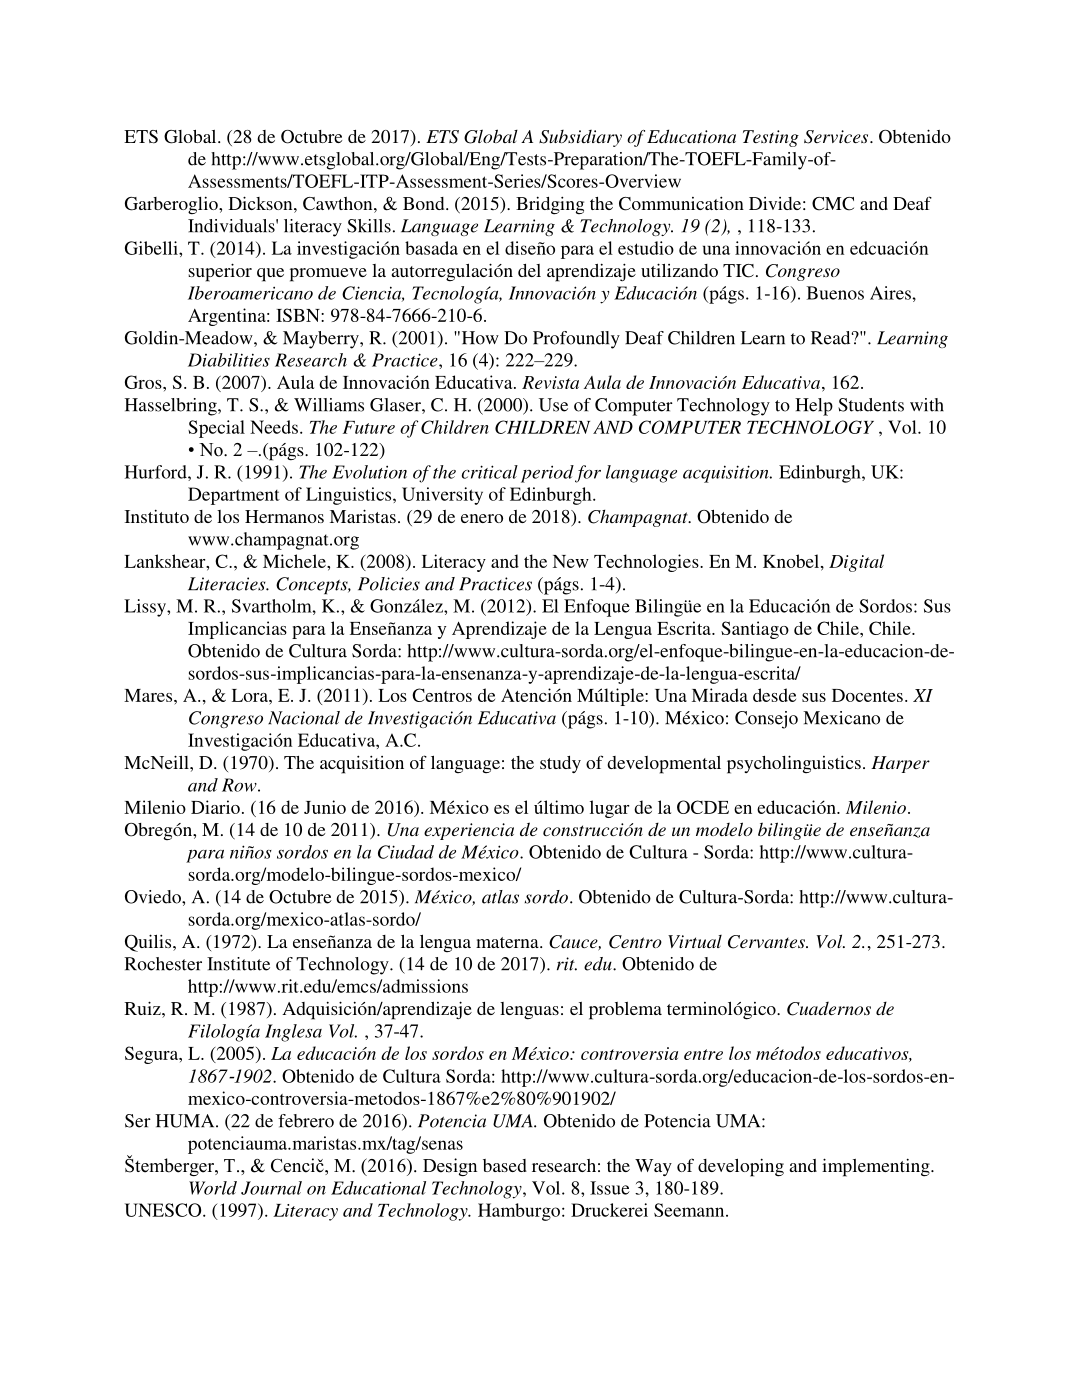 ETS Global. (28 de Octubre de 2017). ETS Global A Subsidiary of Educationa Testing Services. Obtenido
de http://www.etsglobal.org/Global/Eng/Tests-Preparation/The-TOEFL-Family-of-
Assessments/TOEFL-ITP-Assessment-Series/Scores-Overview
Garberoglio, Dickson, Cawthon, & Bond. (2015). Bridging the Communication Divide: CMC and Deaf
Individuals' literacy Skills. Language Learning & Technology. 19 (2), , 118-133.
Gibelli, T. (2014). La investigación basada en el diseño para el estudio de una innovación en edcuación
superior que promueve la autorregulación del aprendizaje utilizando TIC. Congreso
Iberoamericano de Ciencia, Tecnología, Innovación y Educación (págs. 1-16). Buenos Aires,
Argentina: ISBN: 978-84-7666-210-6.
Goldin-Meadow, & Mayberry, R. (2001). "How Do Profoundly Deaf Children Learn to Read?". Learning
Diabilities Research & Practice, 16 (4): 222–229.
Gros, S. B. (2007). Aula de Innovación Educativa. Revista Aula de Innovación Educativa, 162.
Hasselbring, T. S., & Williams Glaser, C. H. (2000). Use of Computer Technology to Help Students with
Special Needs. The Future of Children CHILDREN AND COMPUTER TECHNOLOGY , Vol. 10
• No. 2 –.(págs. 102-122)
Hurford, J. R. (1991). The Evolution of the critical period for language acquisition. Edinburgh, UK:
Department of Linguistics, University of Edinburgh.
Instituto de los Hermanos Maristas. (29 de enero de 2018). Champagnat. Obtenido de
www.champagnat.org
Lankshear, C., & Michele, K. (2008). Literacy and the New Technologies. En M. Knobel, Digital
Literacies. Concepts, Policies and Practices (págs. 1-4).
Lissy, M. R., Svartholm, K., & González, M. (2012). El Enfoque Bilingüe en la Educación de Sordos: Sus
Implicancias para la Enseñanza y Aprendizaje de la Lengua Escrita. Santiago de Chile, Chile.
Obtenido de Cultura Sorda: http://www.cultura-sorda.org/el-enfoque-bilingue-en-la-educacion-de-
sordos-sus-implicancias-para-la-ensenanza-y-aprendizaje-de-la-lengua-escrita/
Mares, A., & Lora, E. J. (2011). Los Centros de Atención Múltiple: Una Mirada desde sus Docentes. XI
Congreso Nacional de Investigación Educativa (págs. 1-10). México: Consejo Mexicano de
Investigación Educativa, A.C.
McNeill, D. (1970). The acquisition of language: the study of developmental psycholinguistics. Harper
and Row.
Milenio Diario. (16 de Junio de 2016). México es el último lugar de la OCDE en educación. Milenio.
Obregón, M. (14 de 10 de 2011). Una experiencia de construcción de un modelo bilingüe de enseñanza
para niños sordos en la Ciudad de México. Obtenido de Cultura - Sorda: http://www.cultura-
sorda.org/modelo-bilingue-sordos-mexico/
Oviedo, A. (14 de Octubre de 2015). México, atlas sordo. Obtenido de Cultura-Sorda: http://www.cultura-
sorda.org/mexico-atlas-sordo/
Quilis, A. (1972). La enseñanza de la lengua materna. Cauce, Centro Virtual Cervantes. Vol. 2., 251-273.
Rochester Institute of Technology. (14 de 10 de 2017). rit. edu. Obtenido de
http://www.rit.edu/emcs/admissions
Ruiz, R. M. (1987). Adquisición/aprendizaje de lenguas: el problema terminológico. Cuadernos de
Filología Inglesa Vol. , 37-47.
Segura, L. (2005). La educación de los sordos en México: controversia entre los métodos educativos,
1867-1902. Obtenido de Cultura Sorda: http://www.cultura-sorda.org/educacion-de-los-sordos-en-
mexico-controversia-metodos-1867%e2%80%901902/
Ser HUMA. (22 de febrero de 2016). Potencia UMA. Obtenido de Potencia UMA:
potenciauma.maristas.mx/tag/senas
Štemberger, T., & Cencič, M. (2016). Design based research: the Way of developing and implementing.
World Journal on Educational Technology, Vol. 8, Issue 3, 180-189.
UNESCO. (1997). Literacy and Technology. Hamburgo: Druckerei Seemann.